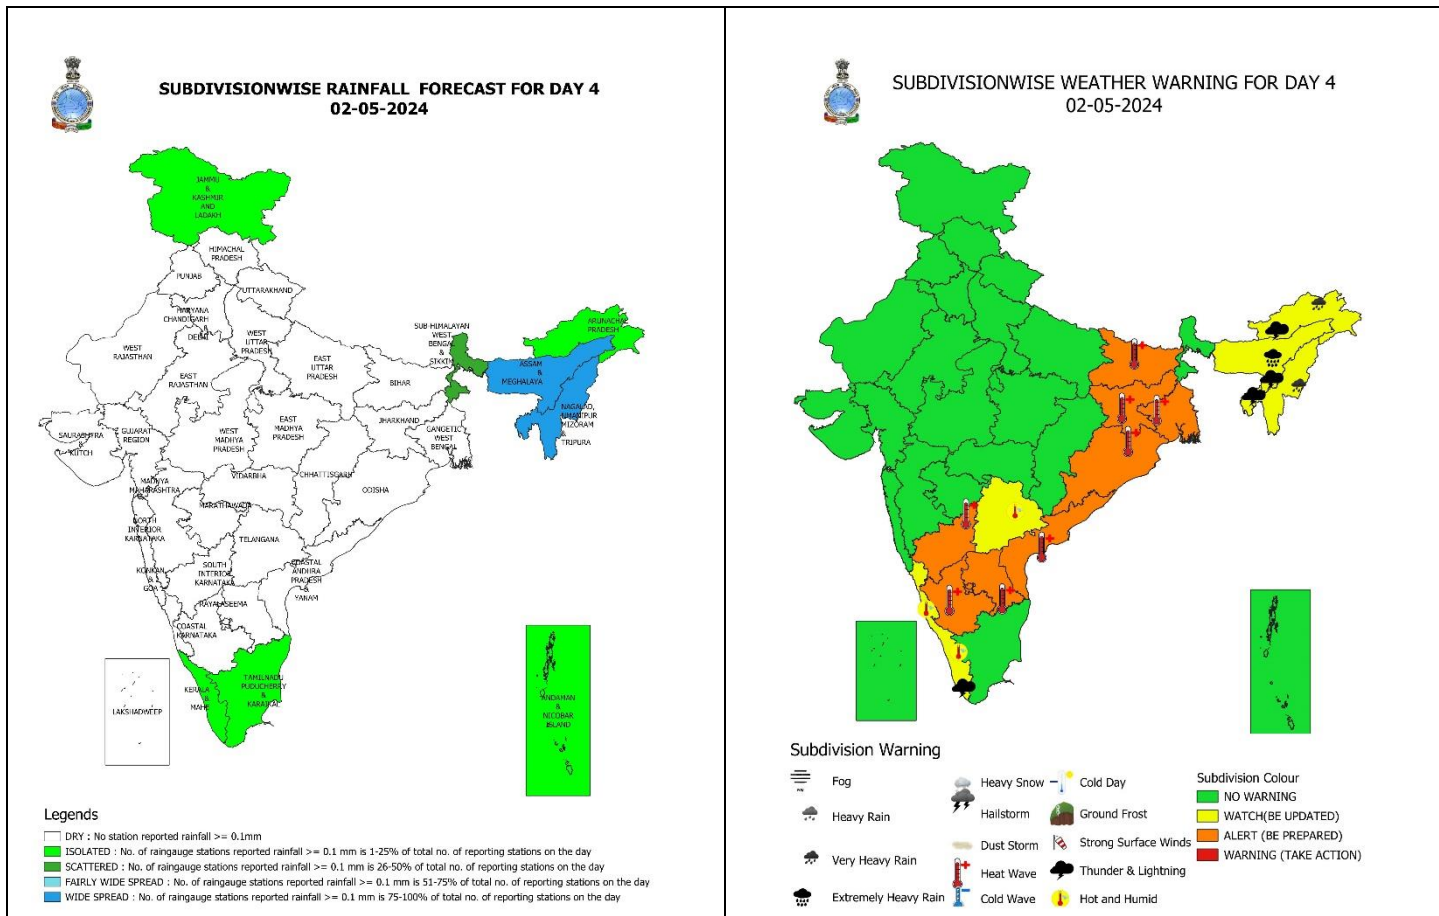 SUBDIVISIONWISE RAINFALL FORECAST FOR DAY 4
02-05-2024
JAMMU
&
KASHMIR
AND
LADAKH
HIMACHAL
PRADESH
PUNJAB
UTTARAKHAND
HARYANA
CHANDIGARH
&
DELHI
WEST
RAJASTHAN
WEST
UTTAR
PRADESH
EAST
UTTAR
PRADESH
EAST
RAJASTHAN
SUB-HIMALAYAN
WEST
BENGAL
&
SIKKIM
ARUNACHAL
PRADESH
ASSAM
&
MEGHALAYA
NAGALAD,
MANIPUR
MIZORAM
&
TRIPURA
BIHAR
JHARKHAND
GANGETIC
WEST
BENGAL
SAURASHTRA
&
KUTCH
GUJARAT
REGION
WEST
MADHYA
PRADESH
EAST
MADHYA
PRADESH
VIDARBHA
CHHATTISGARH
ODISHA
MADHYA
MAHARASHTRA
MARATHAWADA
NORTH
INTERIOR
KARNATAKA
TELANGANA
KONKAN
&
GOA
SOUTH
INTERIOR
KARNATAKA
COASTAL
ANDHRA
PRADESH
&
YANAM
RAYALASEEMA
COASTAL
KARNATAKA
KERALA
&
MAHE
TAMILNADU
PUDUCHERRY
&
KARAIKAL
LAKSHADWEEP
ANDAMAN
&
NICOBAR
ISLAND
Legends
DRY : No station reported rainfall >= 0.1mm
ISOLATED : No. of raingauge stations reported rainfall >= 0.1 mm is 1-25% of total no. of reporting stations on the day
SCATTERED : No. of raingauge stations reported rainfall >= 0.1 mm is 26-50% of total no. of reporting stations on the day
FAIRLY WIDE SPREAD : No. of raingauge stations reported rainfall >= 0.1 mm is 51-75% of total no. of reporting stations on the day
WIDE SPREAD : No. of raingauge stations reported rainfall >= 0.1 mm is 75-100% of total no. of reporting stations on the day
SUBDIVISIONWISE WEATHER WARNING FOR DAY 4
02-05-2024
Subdivision Warning
Fog
Heavy Rain
Very Heavy Rain
Extremely Heavy Rain
Heavy Snow
Hailstorm
Dust Storm
Heat Wave
Cold Wave
Cold Day
Ground Frost
Strong Surface Winds
Thunder & Lightning
Hot and Humid
Subdivision Colour
NO WARNING
WATCH(BE UPDATED)
ALERT (BE PREPARED)
WARNING (TAKE ACTION)